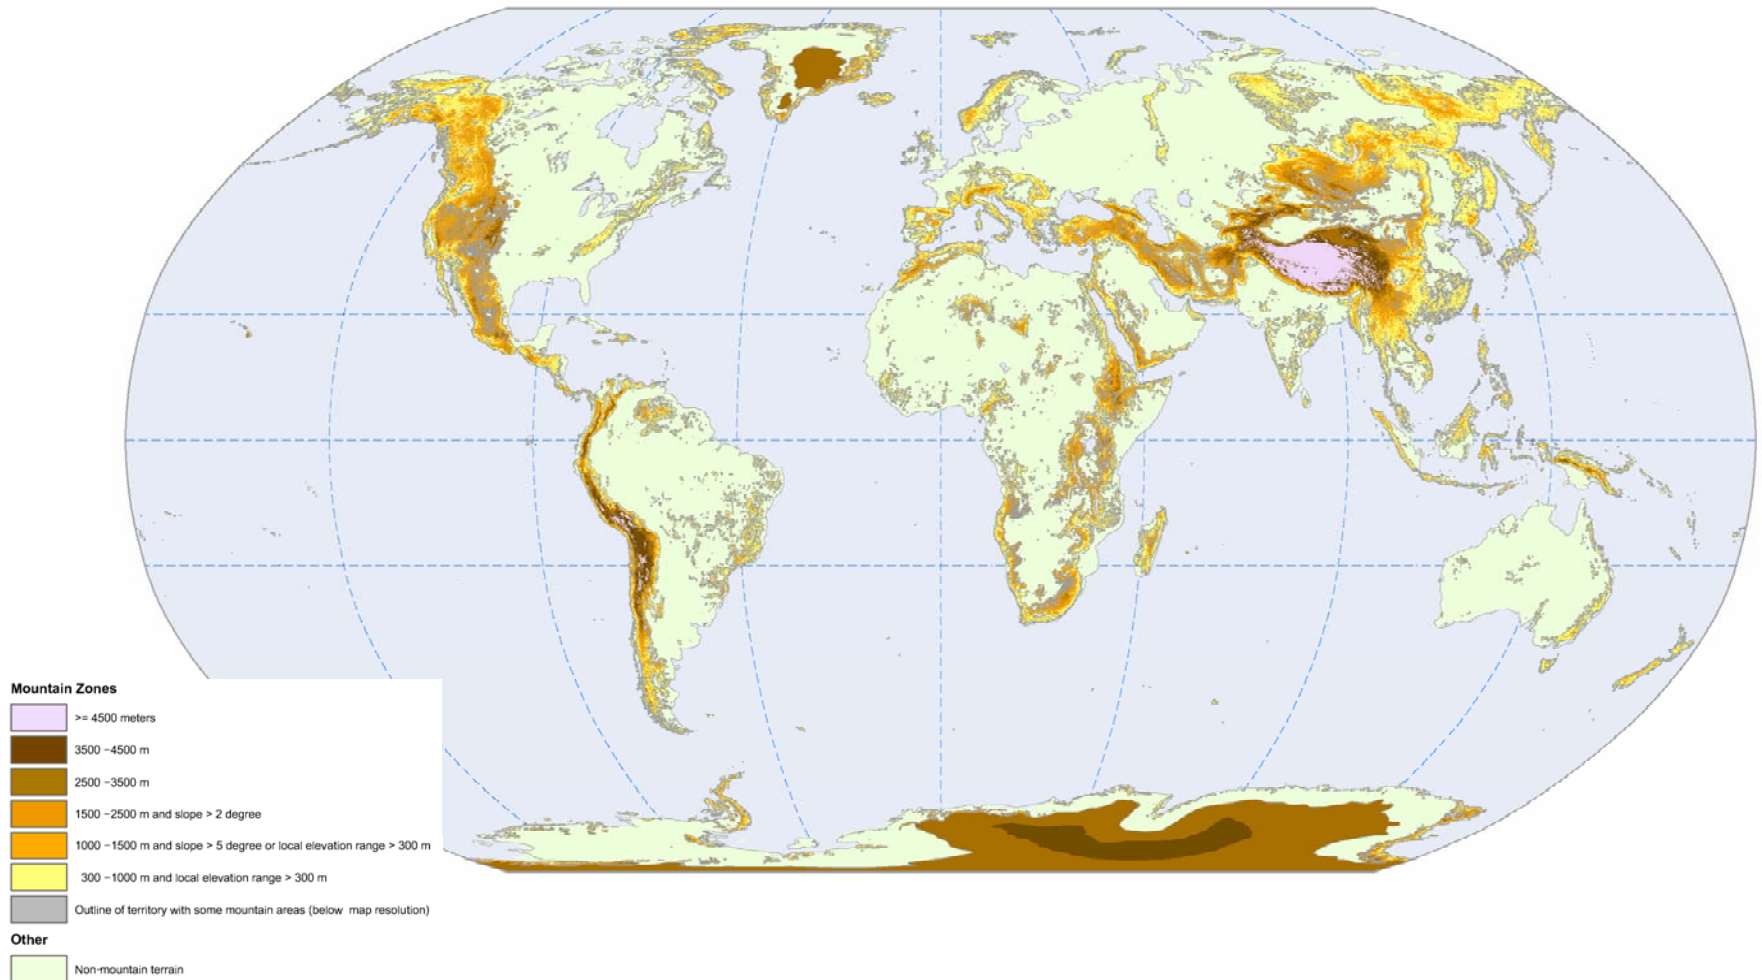 Mountain Zones
>= 4500 meters
3500 −4500 m
2500 −3500 m
1500 −2500 m and slope > 2 degree
1000 −1500 m and slope > 5 degree or local elevation range > 300 m
300 −1000 m and local elevation range > 300 m
Outline of territory with some mountain areas (below map resolution)
Other
Non-mountain terrain